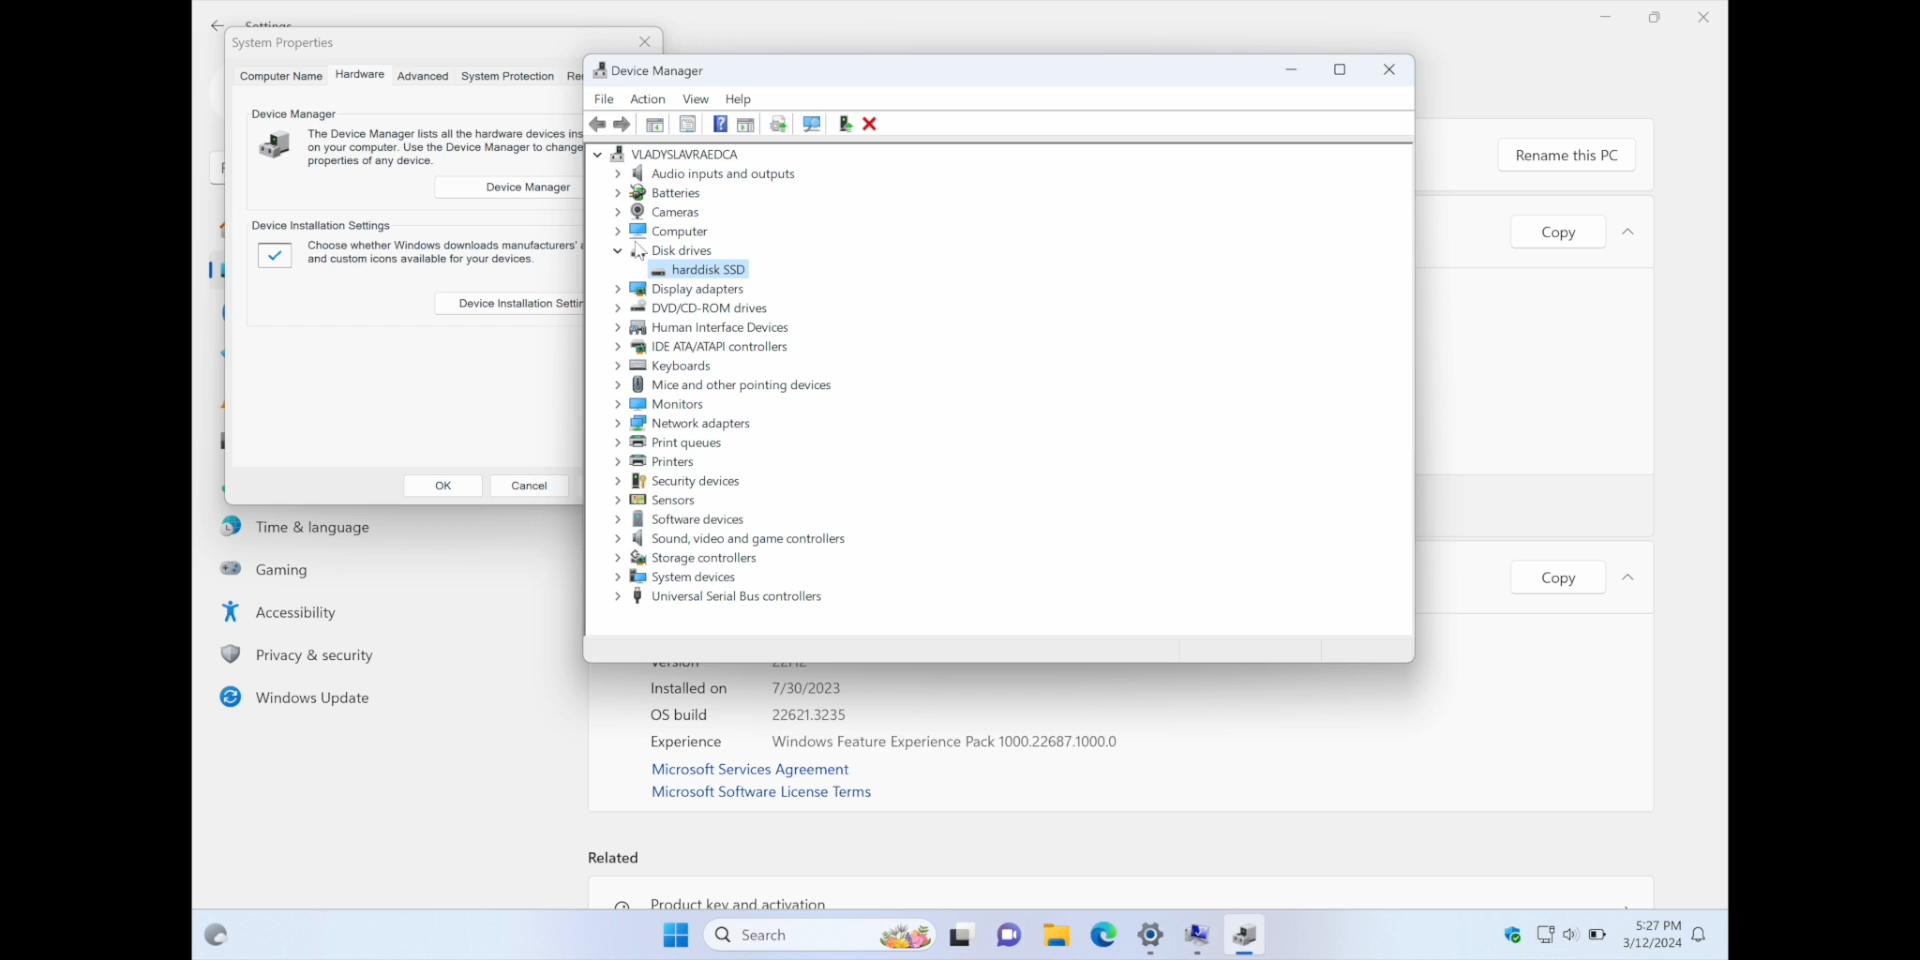 Settings
System Properties
Computer Name
Hardware
Advanced
System Protection
Device Manager
The Device Manager lists all the hardware devices ins
on your computer. Use the Device Manager to change
properties of any device.
Device Manager
Device Installation Settings
Choose whether Windows downloads manufacturers' a
and custom icons available for your devices.
Device Installation Settin
OK
Cancel
Device Manager
File
Action
View
Help
VLADYSLAVRAEDCA
Audio inputs and outputs
Batteries
Cameras
Computer
Disk drives
harddisk SSD
Display adapters
DVD/CD-ROM drives
Human Interface Devices
IDE ATA/ATAPI controllers
Keyboards
Mice and other pointing devices
Monitors
Network adapters
Print queues
Printers
Security devices
Sensors
Software devices
Sound, video and game controllers
Storage controllers
System devices
Universal Serial Bus controllers
Rename this PC
Copy
Copy
Time & language
Gaming
Accessibility
Privacy & security
Windows Update
Version 22H2
Installed on 7/30/2023
OS build 22621.3235
Experience Windows Feature Experience Pack 1000.22687.1000.0
Microsoft Services Agreement
Microsoft Software License Terms
Related
Product key and activation
Search
5:27 PM
3/12/2024